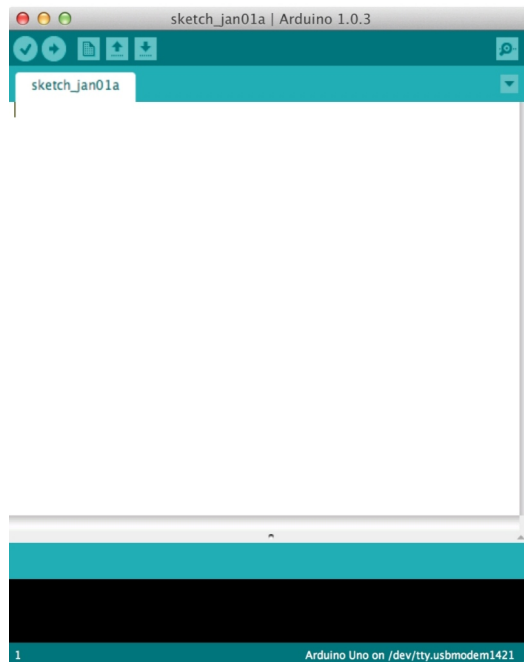 sketch_jan01a | Arduino 1.0.3
sketch_jan01a
1 Arduino Uno on /dev/tty.usbmodem1421